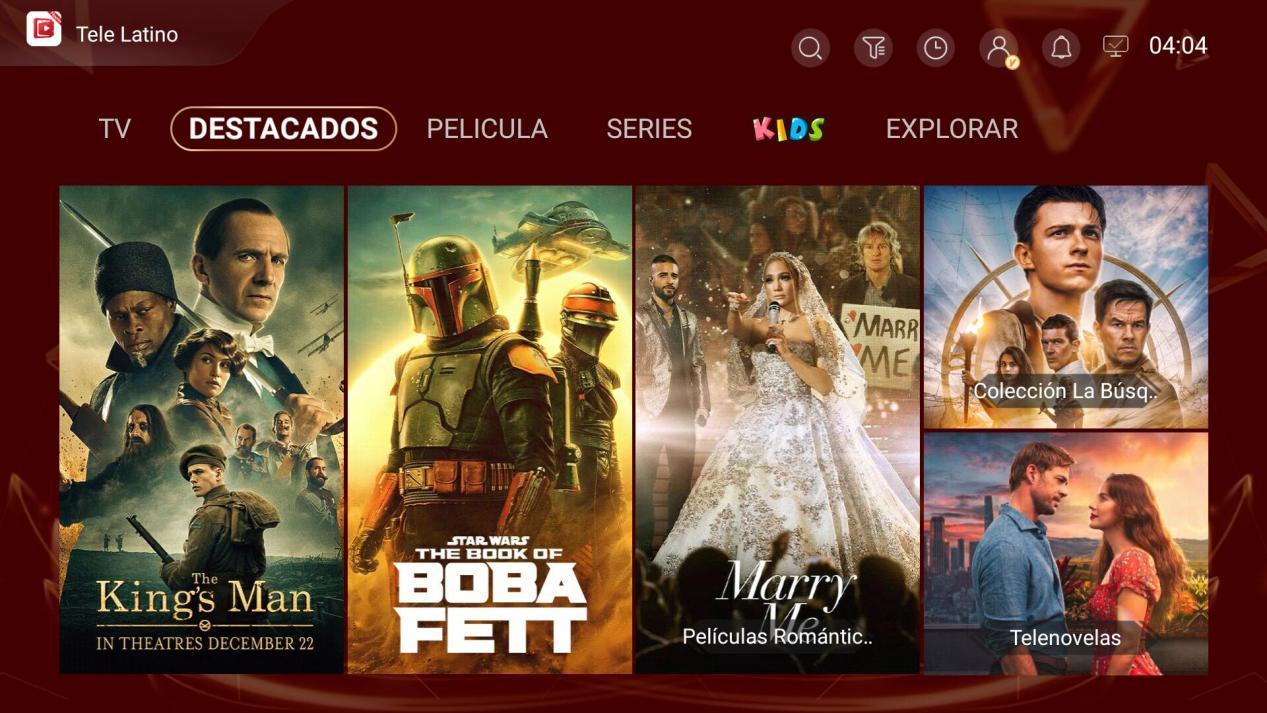 Tele Latino
04:04
TV
DESTACADOS
PELICULA
SERIES
KIDS
EXPLORAR
The
King's Man
IN THEATRES DECEMBER 22
STAR WARS
THE BOOK OF
BOBA
FETT
MARR
ME
Marry
Me
Películas Romántic..
Colección La Búsq..
Telenovelas